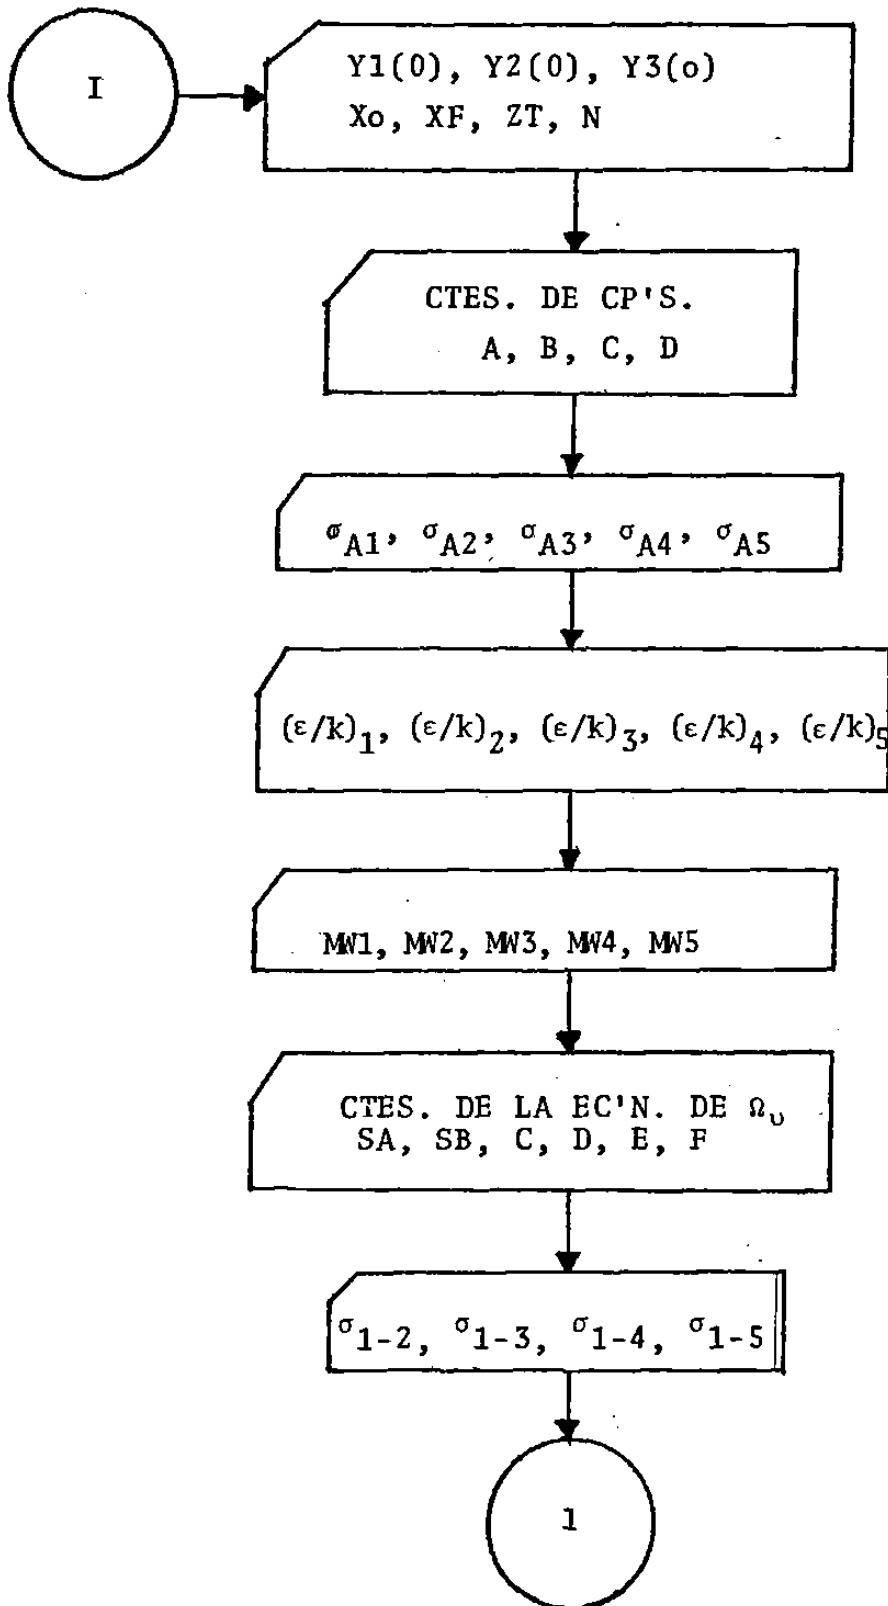 I
Y1(0), Y2(0), Y3(o)
Xo, XF, ZT, N
CTES. DE CP'S.
A, B, C, D
σA1, σA2, σA3, σA4, σA5
(ε/k)1, (ε/k)2, (ε/k)3, (ε/k)4, (ε/k)5
MW1, MW2, MW3, MW4, MW5
CTES. DE LA EC'N. DE Ωυ
SA, SB, C, D, E, F
σ1-2, σ1-3, σ1-4, σ1-5
1